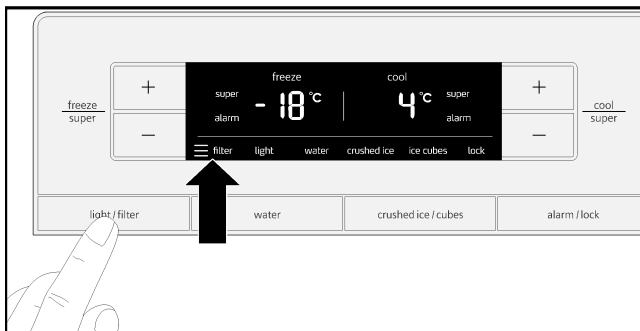 freeze cool
super super
-18 °C 4 °C
alarm alarm
filter light water crushed ice ice cubes lock
+ +
freeze cool
super super
− −
light / filter water crushed ice / cubes alarm / lock